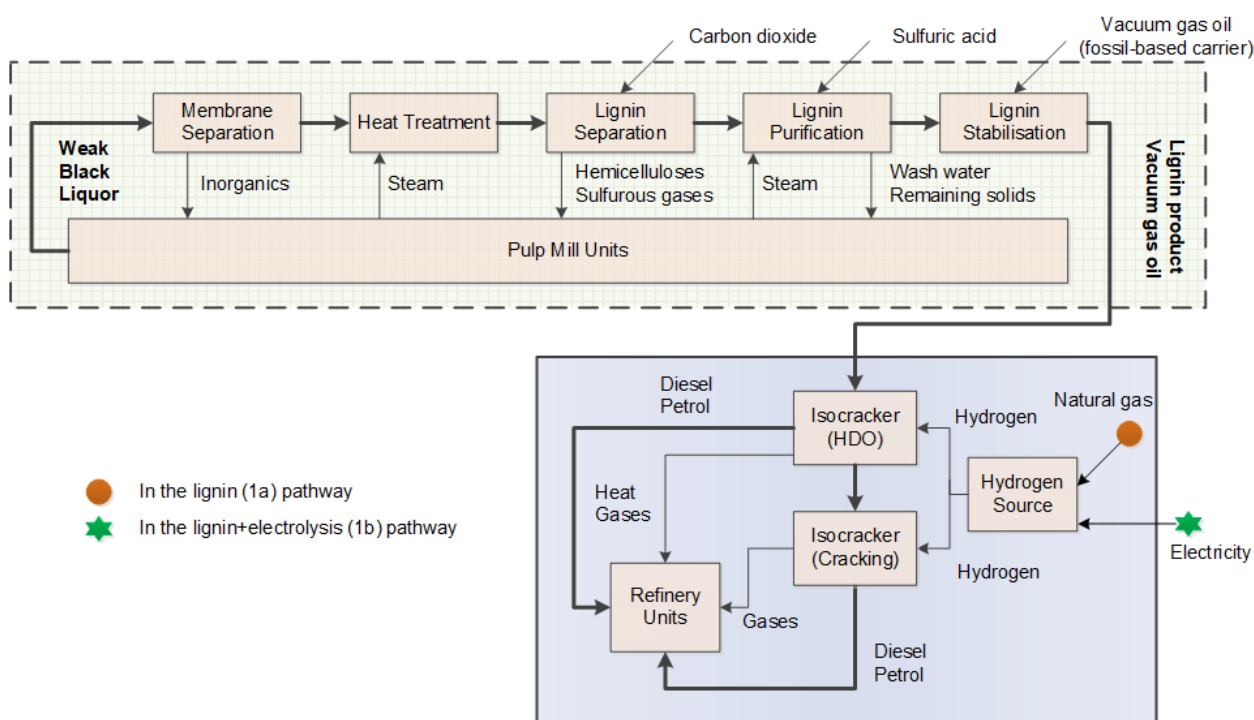 Carbon dioxide
Sulfuric acid
Vacuum gas oil
(fossil-based carrier)
Membrane
Separation
Heat Treatment
Lignin
Separation
Lignin
Purification
Lignin
Stabilisation
Weak
Black
Liquor
Inorganics
Steam
Hemicelluloses
Sulfurous gases
Steam
Wash water
Remaining solids
Lignin product
Vacuum gas oil
Pulp Mill Units
Diesel
Petrol
Isocracker
(HDO)
Hydrogen
Natural gas
Heat
Gases
Hydrogen
Source
Isocracker
(Cracking)
Hydrogen
Electricity
Refinery
Units
Gases
Diesel
Petrol
In the lignin (1a) pathway
In the lignin+electrolysis (1b) pathway